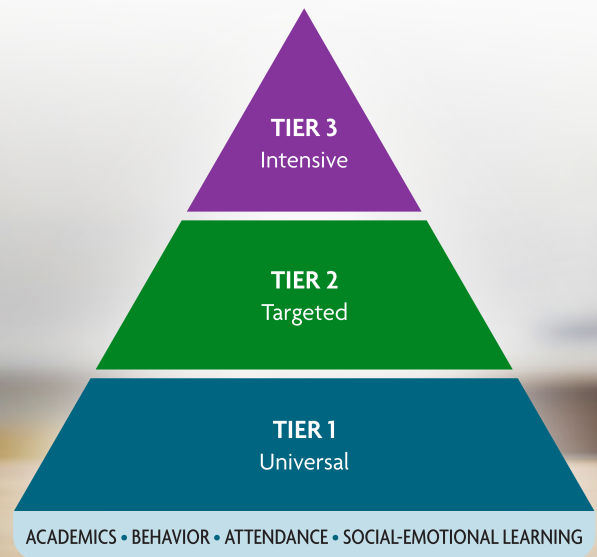 TIER 3
Intensive
TIER 2
Targeted
TIER 1
Universal
ACADEMICS • BEHAVIOR • ATTENDANCE • SOCIAL-EMOTIONAL LEARNING